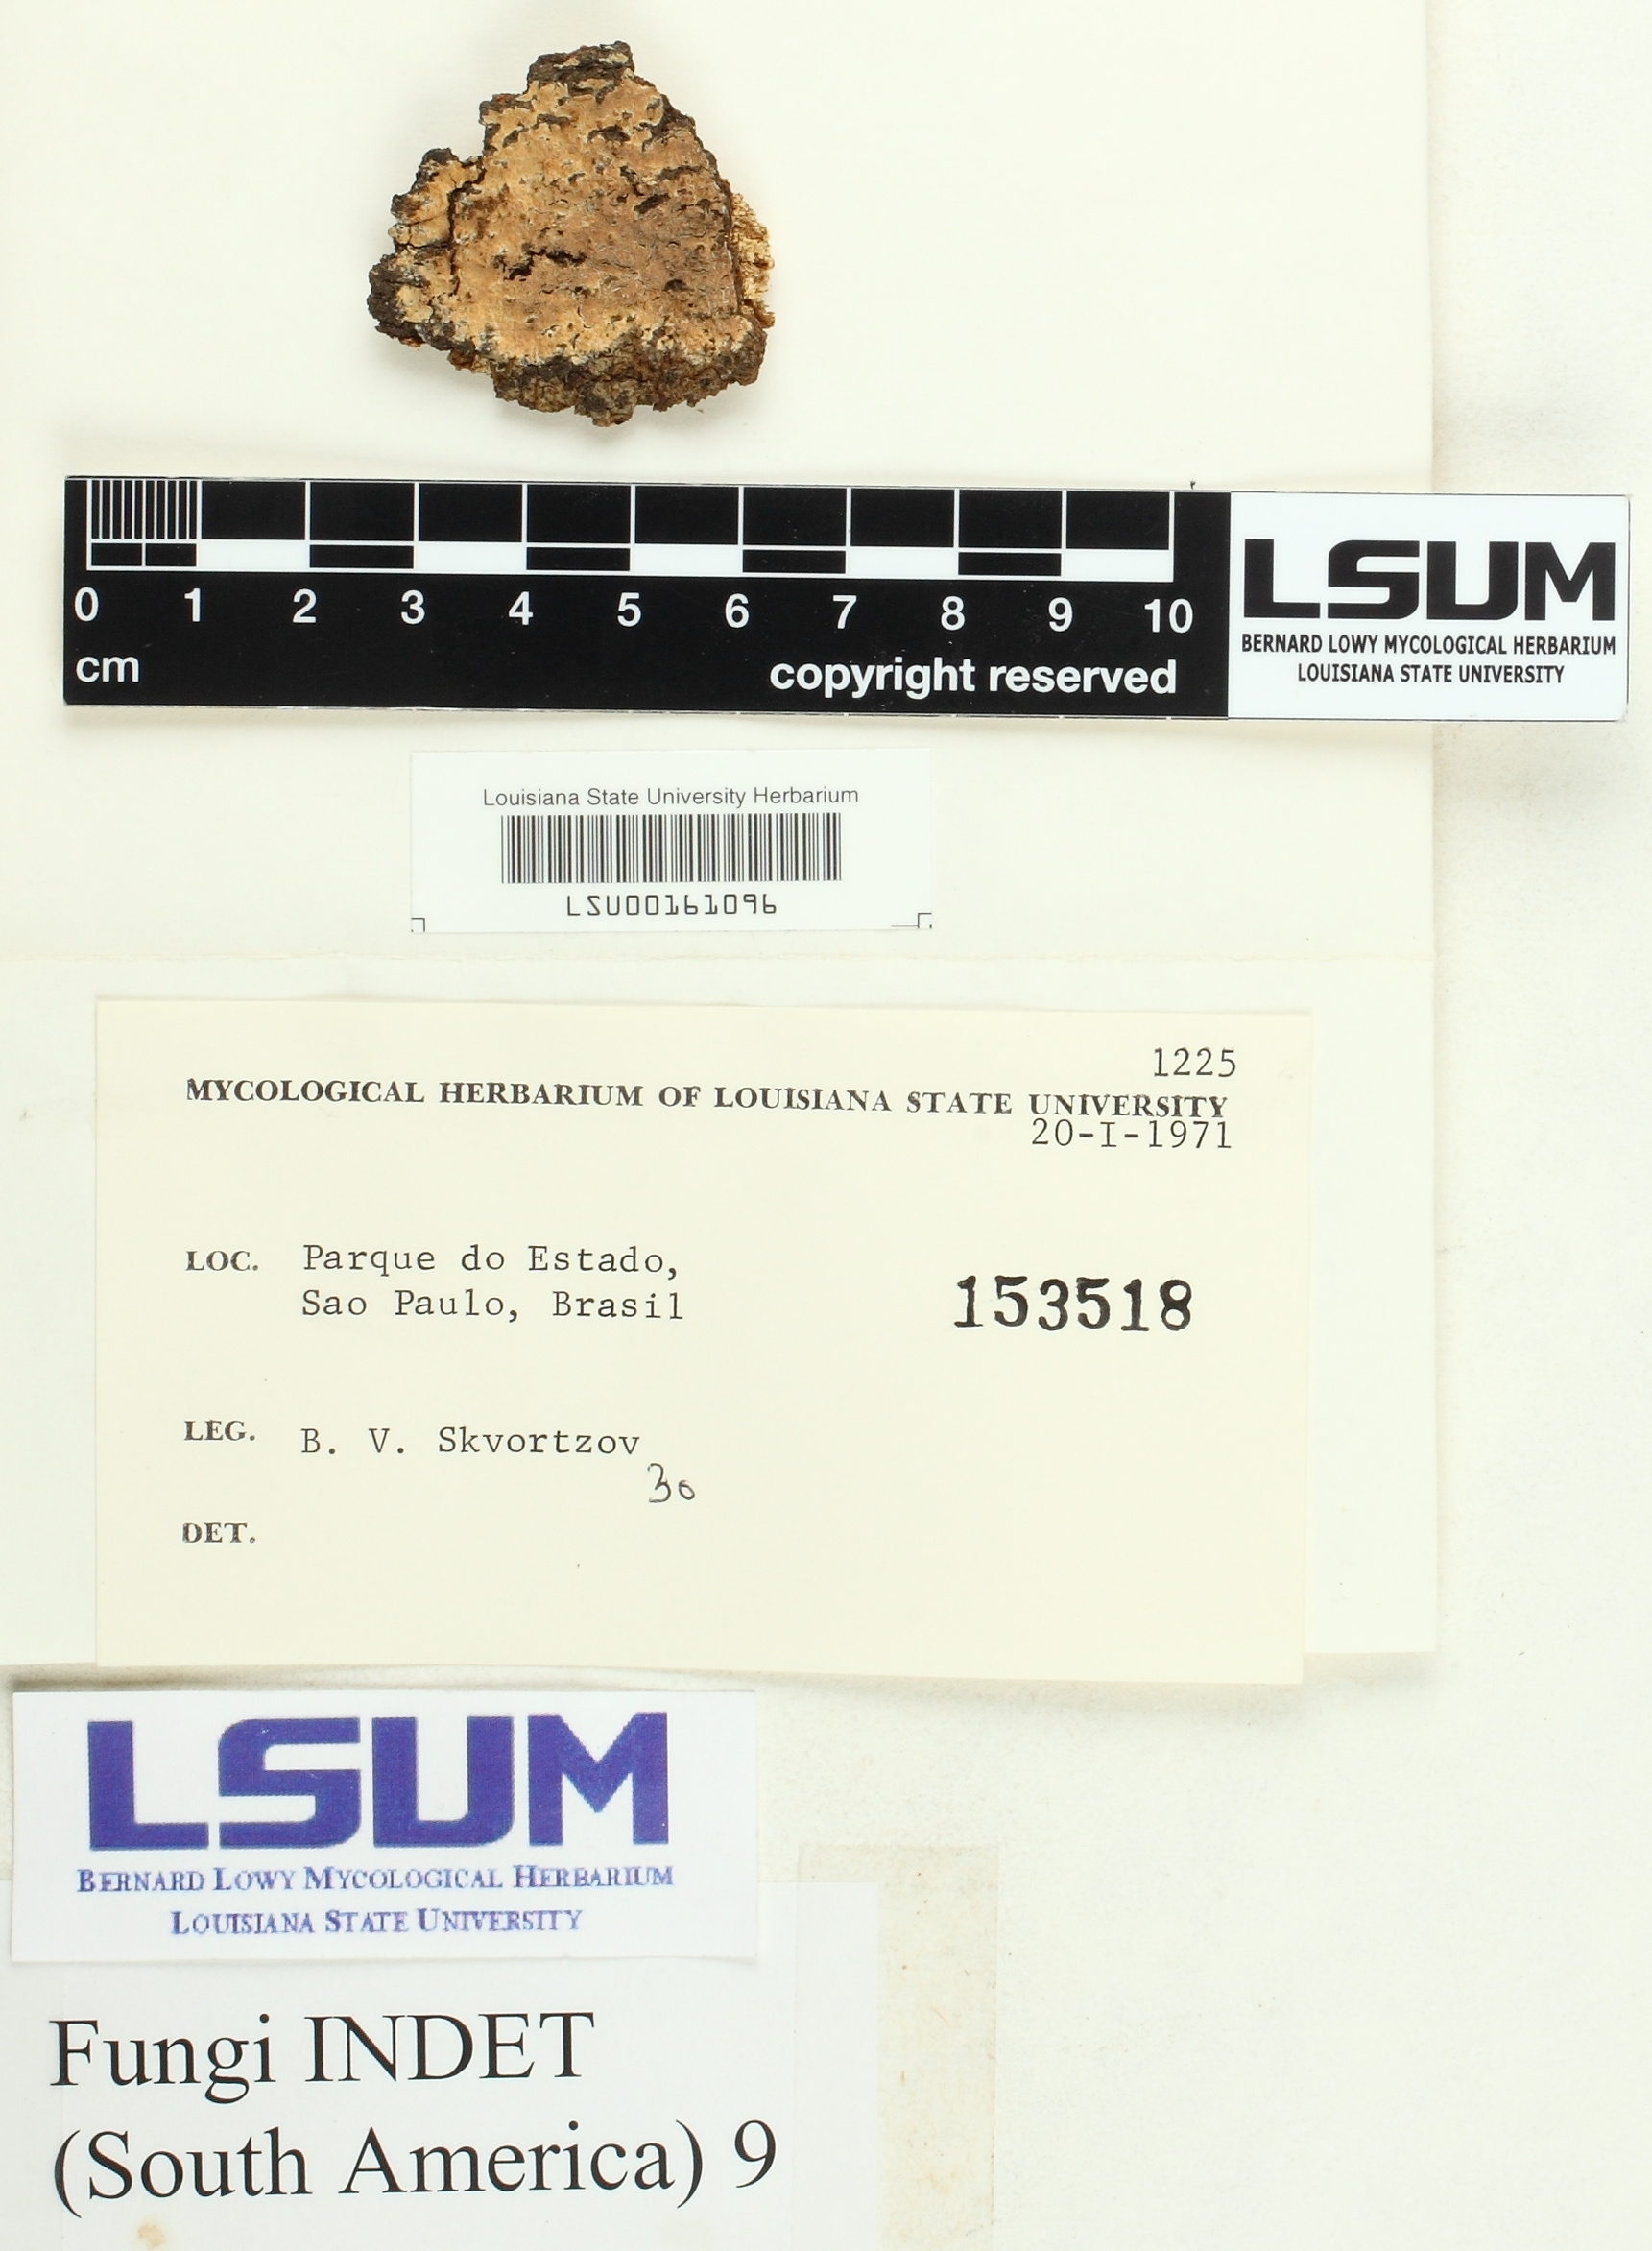 0 1 2 3 4 5 6 7 8 9 10
cm copyright reserved
LSUM
BERNARD LOWY MYCOLOGICAL HERBARIUM
LOUISIANA STATE UNIVERSITY
Louisiana State University Herbarium
LSU00161096
1225
MYCOLOGICAL HERBARIUM OF LOUISIANA STATE UNIVERSITY
20-I-1971
LOC. Parque do Estado,
Sao Paulo, Brasil
153518
LEG. B. V. Skvortzov
30
DET.
LSUM
BERNARD LOWY MYCOLOGICAL HERBARIUM
LOUISIANA STATE UNIVERSITY
Fungi INDET
(South America) 9